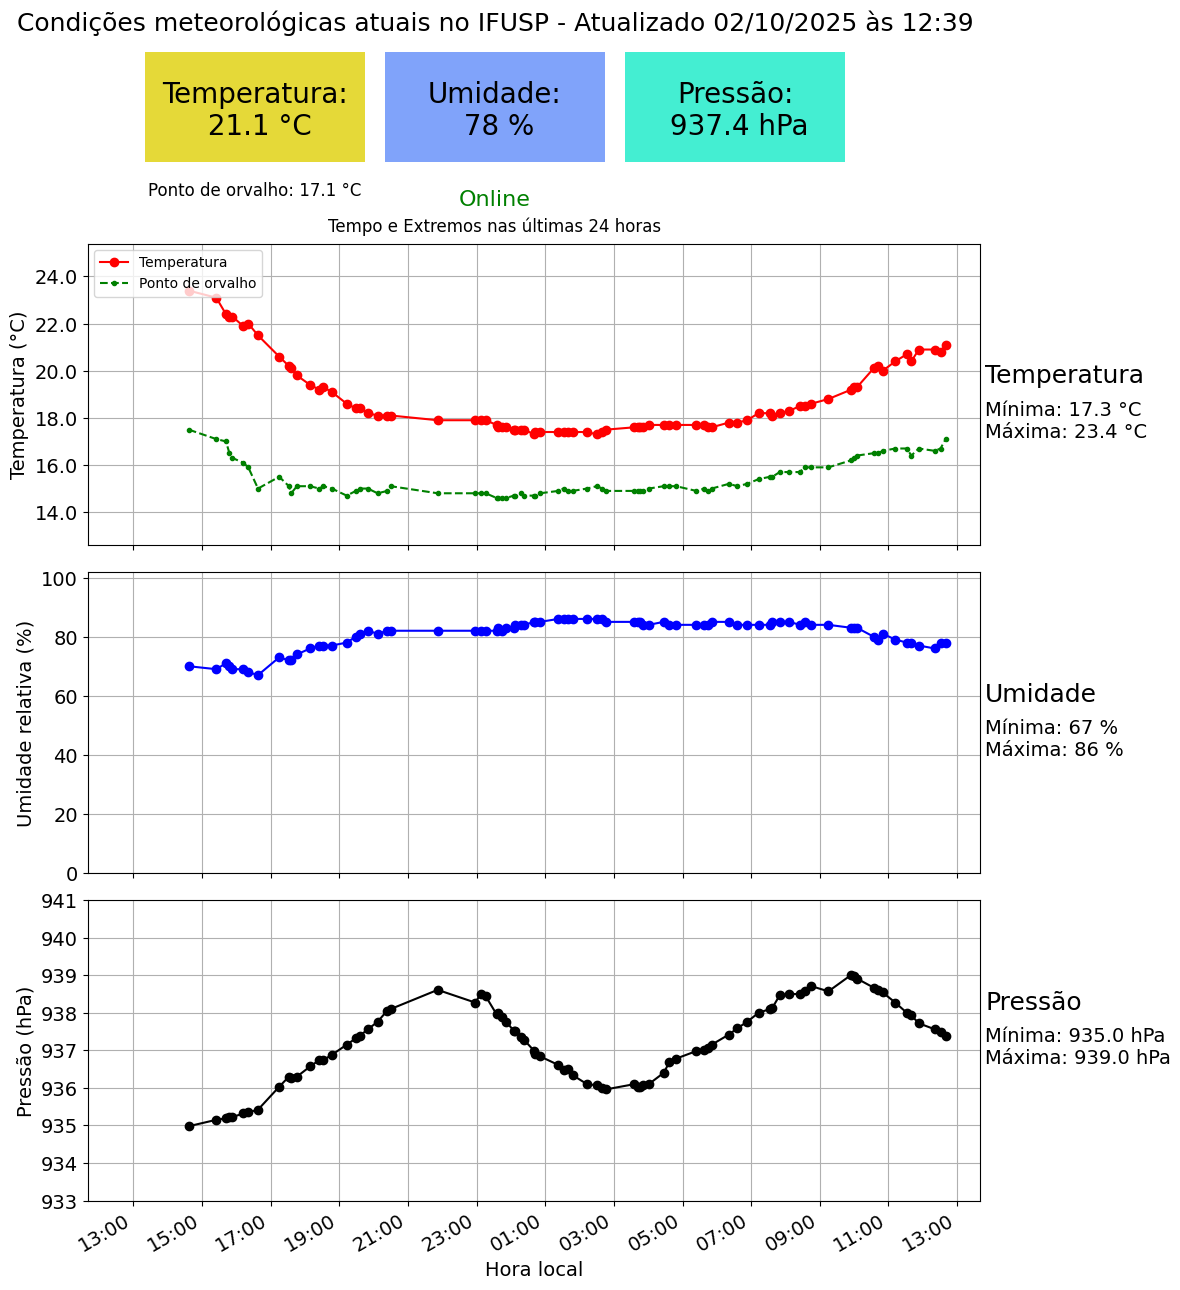 Condições meteorológicas atuais no IFUSP - Atualizado 02/10/2025 às 12:39
Temperatura:
21.1 °C
Umidade:
78 %
Pressão:
937.4 hPa
Ponto de orvalho: 17.1 °C
Online
Tempo e Extremos nas últimas 24 horas
Temperatura
Ponto de orvalho
Temperatura (°C)
24.0
22.0
20.0
18.0
16.0
14.0
Temperatura
Mínima: 17.3 °C
Máxima: 23.4 °C
Umidade relativa (%)
100
80
60
40
20
0
Umidade
Mínima: 67 %
Máxima: 86 %
Pressão (hPa)
941
940
939
938
937
936
935
934
933
Pressão
Mínima: 935.0 hPa
Máxima: 939.0 hPa
13:00
15:00
17:00
19:00
21:00
23:00
01:00
03:00
05:00
07:00
09:00
11:00
13:00
Hora local